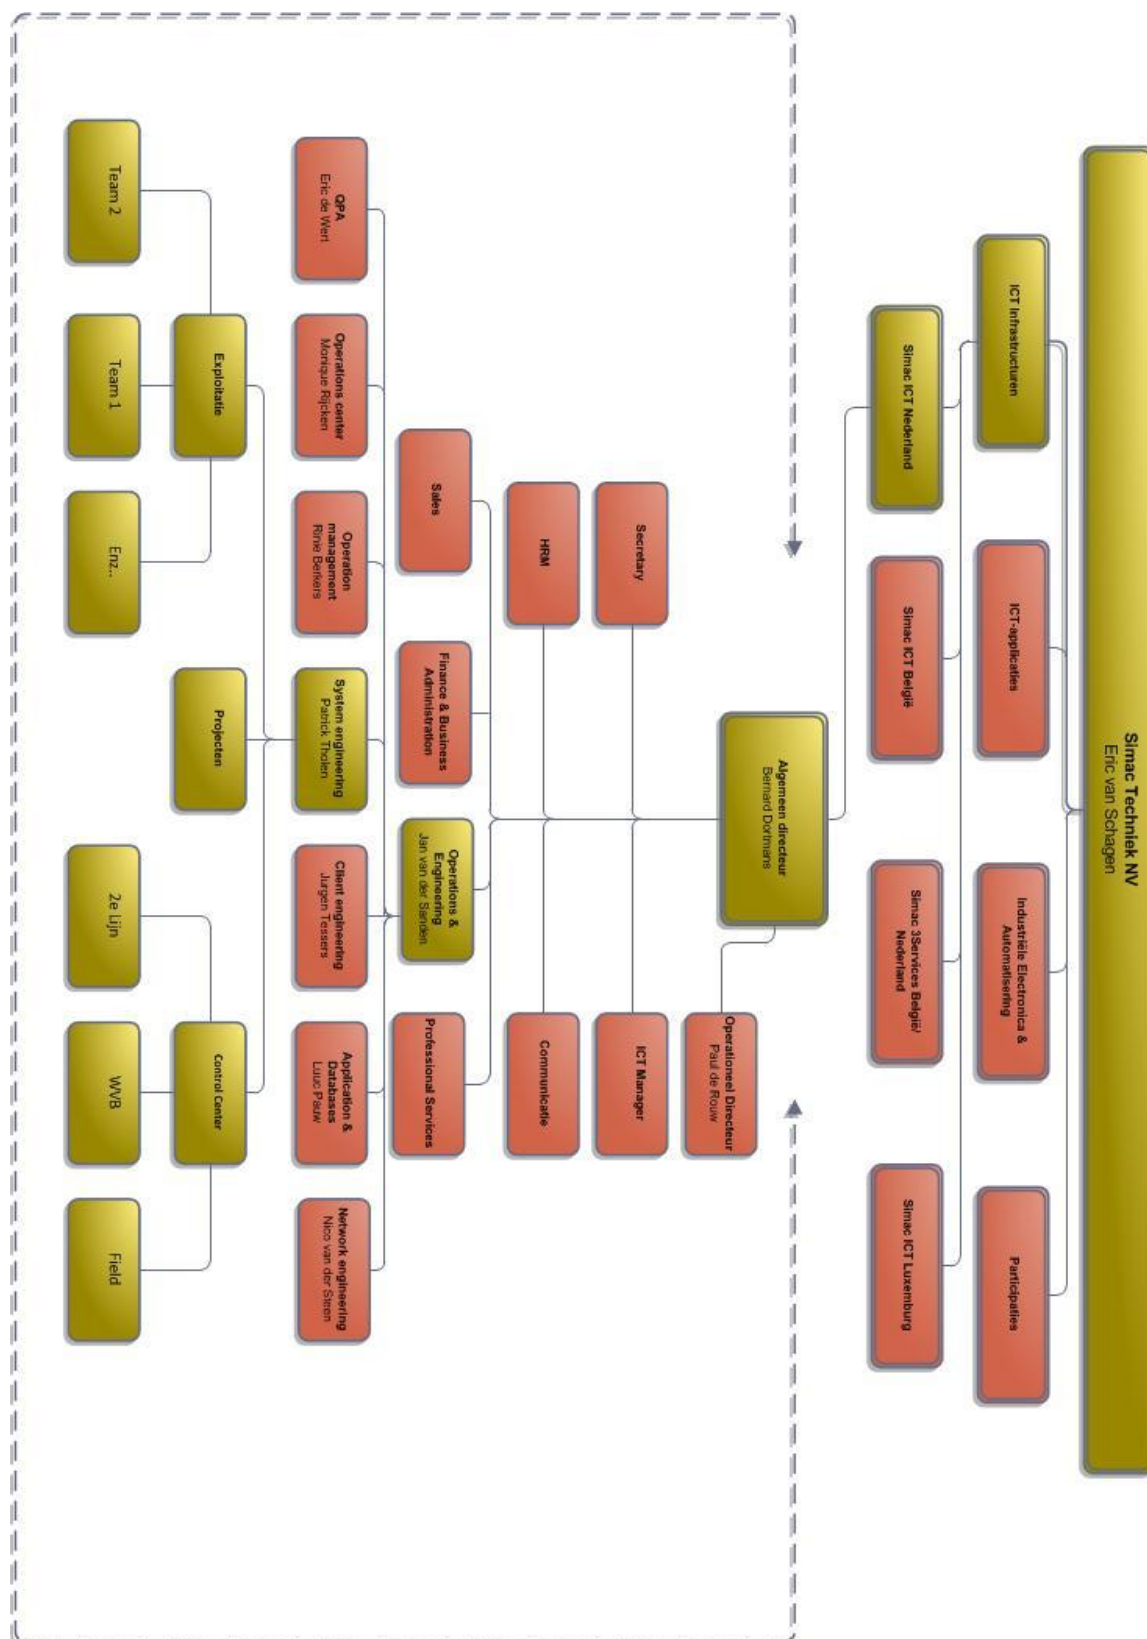 Simac Techniek NV
Eric van Schagen
ICT Infrastructuren
ICT-applicaties
Industriële Electronica &
Automatisering
Participaties
Simac ICT Nederland
Simac ICT België
Simac 3Services België/
Nederland
Simac ICT Luxemburg
Algemeen directeur
Bernard Dortmans
Operationeel Directeur
Paul de Rouw
Secretary
ICT Manager
HRM
Communicatie
Sales
Finance & Business
Administration
Operations &
Engineering
Jan van der Sanden
Professional Services
QPA
Eric de Wert
Operations center
Monique Rijcken
Operation
management
Rinie Berkers
System engineering
Patrick Tholen
Client engineering
Jurgen Tessers
Application &
Databases
Luuc Pauw
Network engineering
Nico van der Steen
Exploitatie
Projecten
Control Center
Team 2
Team 1
Enz..
2e Lijn
WVB
Field